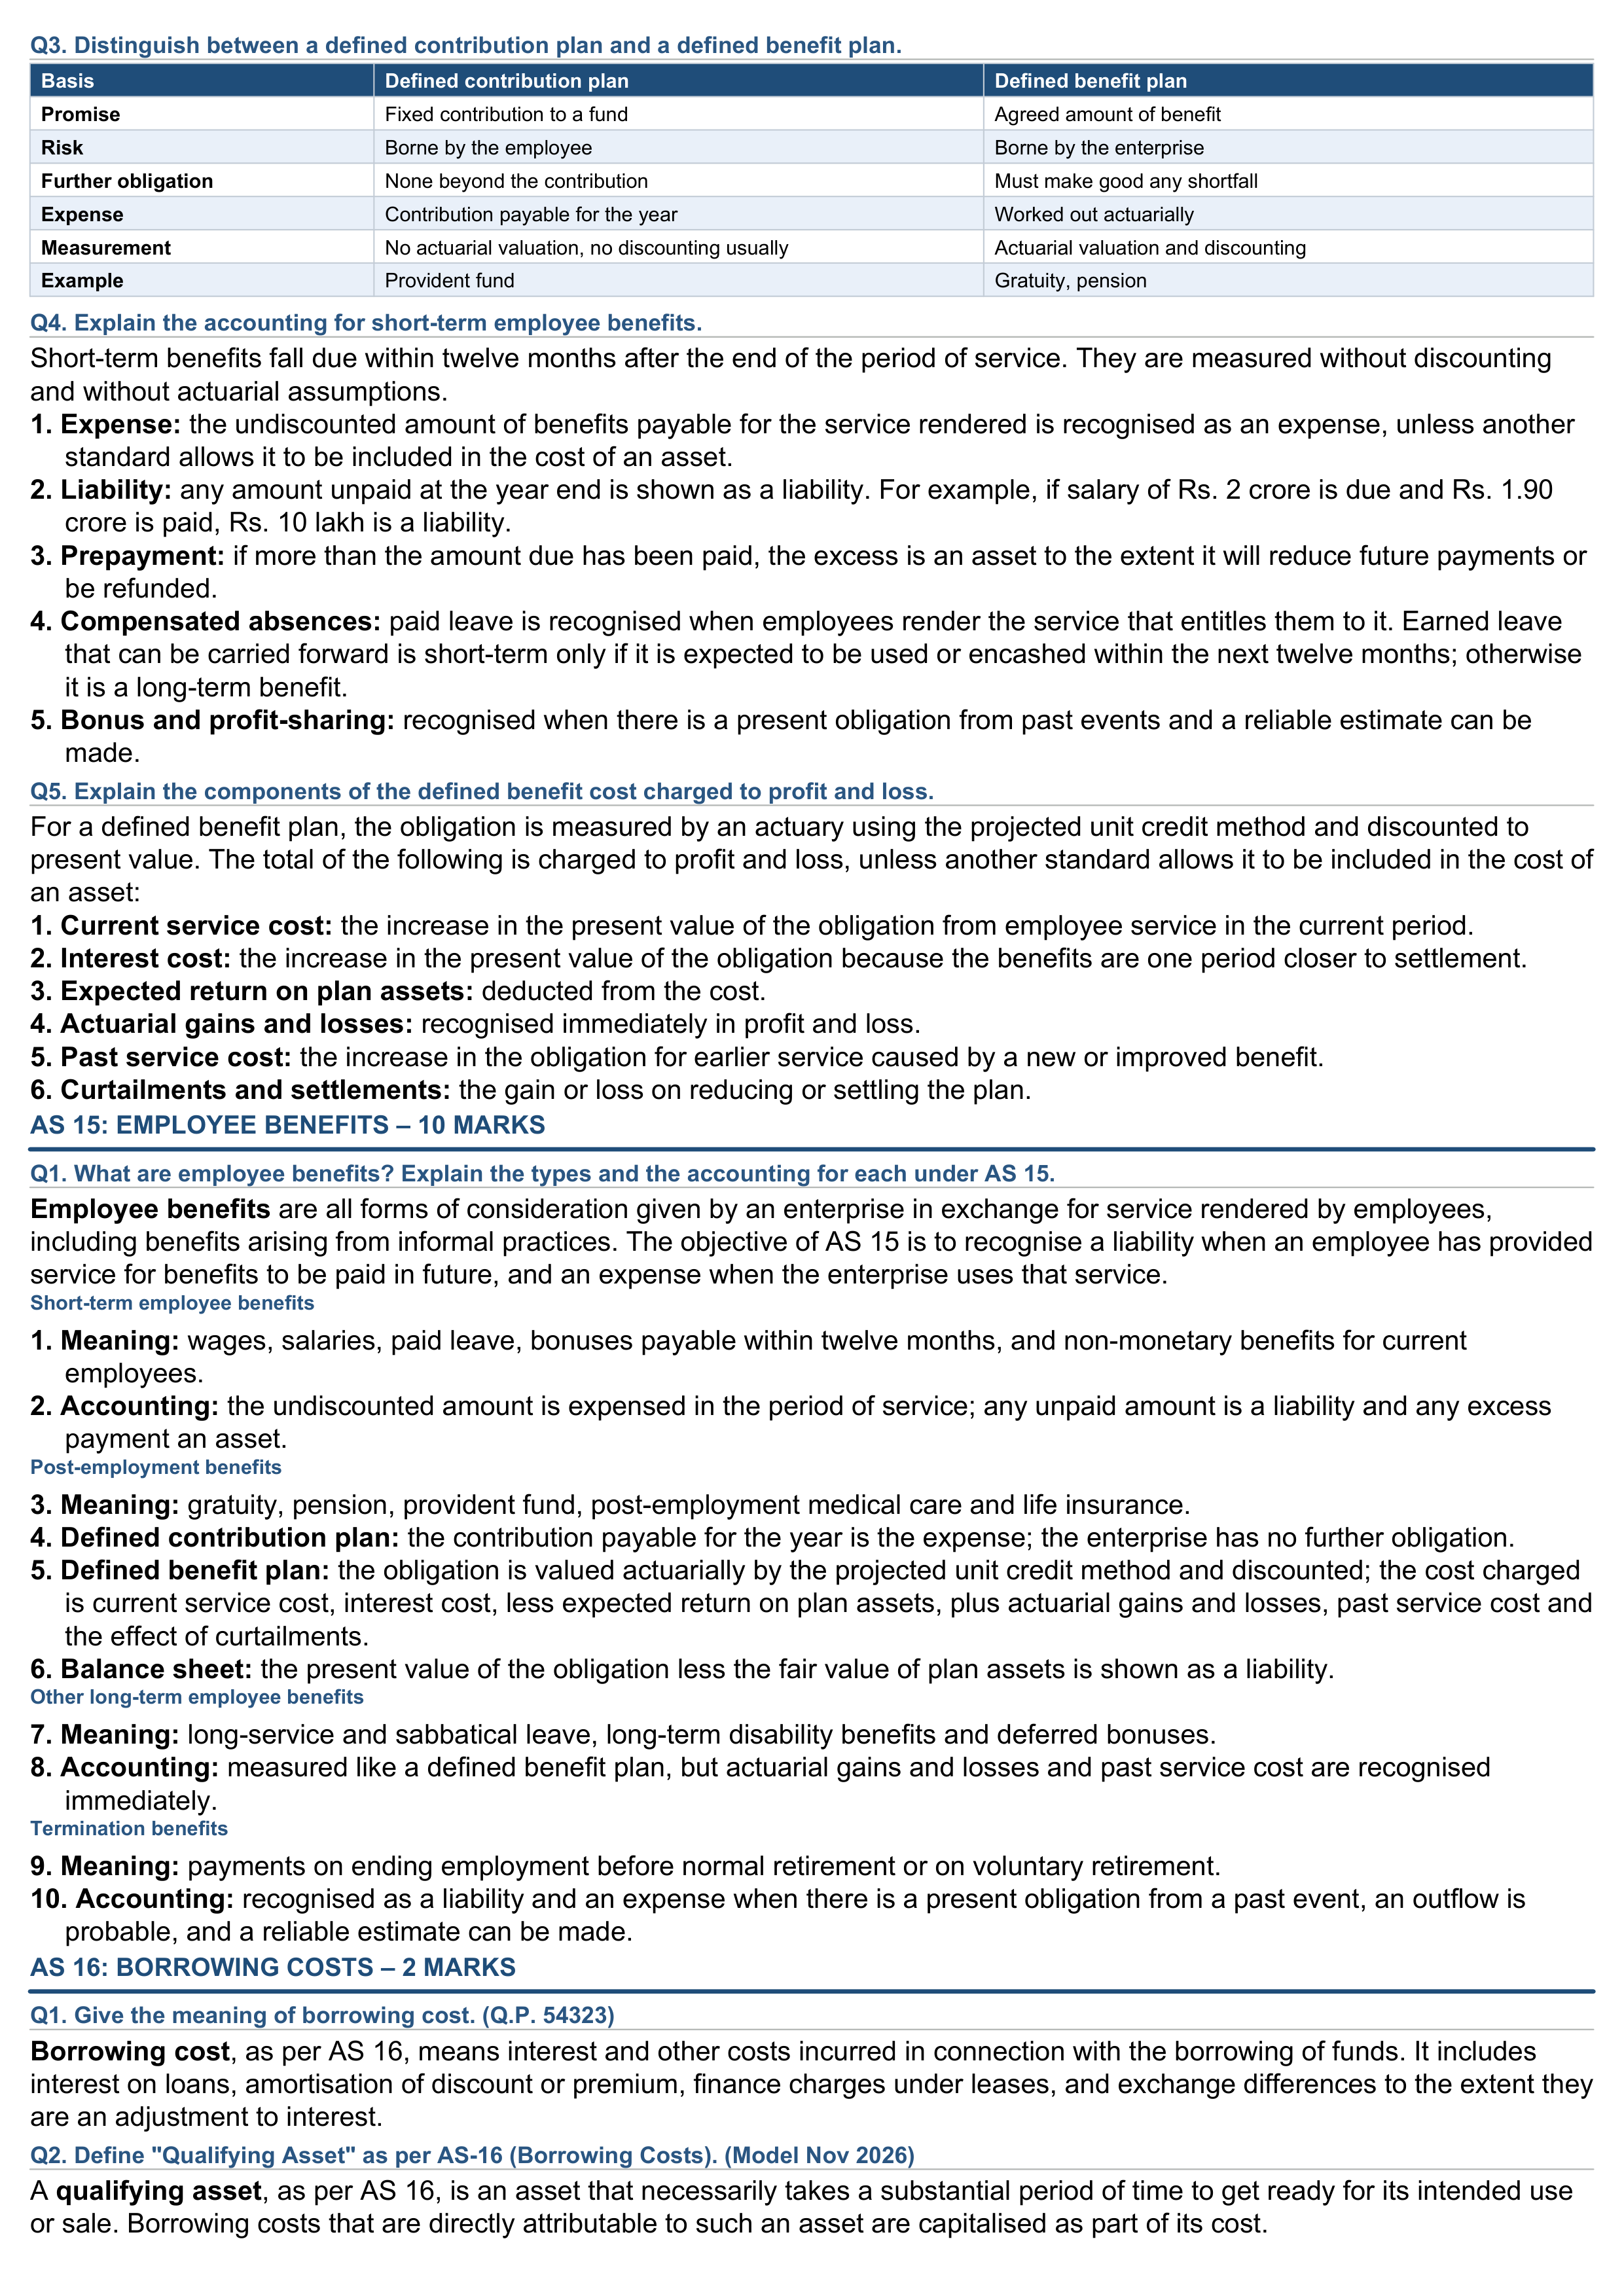 Q3. Distinguish between a defined contribution plan and a defined benefit plan.
Basis Defined contribution plan Defined benefit plan
Promise Fixed contribution to a fund Agreed amount of benefit
Risk Borne by the employee Borne by the enterprise
Further obligation None beyond the contribution Must make good any shortfall
Expense Contribution payable for the year Worked out actuarially
Measurement No actuarial valuation, no discounting usually Actuarial valuation and discounting
Example Provident fund Gratuity, pension
Q4. Explain the accounting for short-term employee benefits.
Short-term benefits fall due within twelve months after the end of the period of service. They are measured without discounting
and without actuarial assumptions.
1. Expense: the undiscounted amount of benefits payable for the service rendered is recognised as an expense, unless another
standard allows it to be included in the cost of an asset.
2. Liability: any amount unpaid at the year end is shown as a liability. For example, if salary of Rs. 2 crore is due and Rs. 1.90
crore is paid, Rs. 10 lakh is a liability.
3. Prepayment: if more than the amount due has been paid, the excess is an asset to the extent it will reduce future payments or
be refunded.
4. Compensated absences: paid leave is recognised when employees render the service that entitles them to it. Earned leave
that can be carried forward is short-term only if it is expected to be used or encashed within the next twelve months; otherwise
it is a long-term benefit.
5. Bonus and profit-sharing: recognised when there is a present obligation from past events and a reliable estimate can be
made.
Q5. Explain the components of the defined benefit cost charged to profit and loss.
For a defined benefit plan, the obligation is measured by an actuary using the projected unit credit method and discounted to
present value. The total of the following is charged to profit and loss, unless another standard allows it to be included in the cost of
an asset:
1. Current service cost: the increase in the present value of the obligation from employee service in the current period.
2. Interest cost: the increase in the present value of the obligation because the benefits are one period closer to settlement.
3. Expected return on plan assets: deducted from the cost.
4. Actuarial gains and losses: recognised immediately in profit and loss.
5. Past service cost: the increase in the obligation for earlier service caused by a new or improved benefit.
6. Curtailments and settlements: the gain or loss on reducing or settling the plan.
AS 15: EMPLOYEE BENEFITS – 10 MARKS
Q1. What are employee benefits? Explain the types and the accounting for each under AS 15.
Employee benefits are all forms of consideration given by an enterprise in exchange for service rendered by employees,
including benefits arising from informal practices. The objective of AS 15 is to recognise a liability when an employee has provided
service for benefits to be paid in future, and an expense when the enterprise uses that service.
Short-term employee benefits
1. Meaning: wages, salaries, paid leave, bonuses payable within twelve months, and non-monetary benefits for current
employees.
2. Accounting: the undiscounted amount is expensed in the period of service; any unpaid amount is a liability and any excess
payment an asset.
Post-employment benefits
3. Meaning: gratuity, pension, provident fund, post-employment medical care and life insurance.
4. Defined contribution plan: the contribution payable for the year is the expense; the enterprise has no further obligation.
5. Defined benefit plan: the obligation is valued actuarially by the projected unit credit method and discounted; the cost charged
is current service cost, interest cost, less expected return on plan assets, plus actuarial gains and losses, past service cost and
the effect of curtailments.
6. Balance sheet: the present value of the obligation less the fair value of plan assets is shown as a liability.
Other long-term employee benefits
7. Meaning: long-service and sabbatical leave, long-term disability benefits and deferred bonuses.
8. Accounting: measured like a defined benefit plan, but actuarial gains and losses and past service cost are recognised
immediately.
Termination benefits
9. Meaning: payments on ending employment before normal retirement or on voluntary retirement.
10. Accounting: recognised as a liability and an expense when there is a present obligation from a past event, an outflow is
probable, and a reliable estimate can be made.
AS 16: BORROWING COSTS – 2 MARKS
Q1. Give the meaning of borrowing cost. (Q.P. 54323)
Borrowing cost, as per AS 16, means interest and other costs incurred in connection with the borrowing of funds. It includes
interest on loans, amortisation of discount or premium, finance charges under leases, and exchange differences to the extent they
are an adjustment to interest.
Q2. Define "Qualifying Asset" as per AS-16 (Borrowing Costs). (Model Nov 2026)
A qualifying asset, as per AS 16, is an asset that necessarily takes a substantial period of time to get ready for its intended use
or sale. Borrowing costs that are directly attributable to such an asset are capitalised as part of its cost.